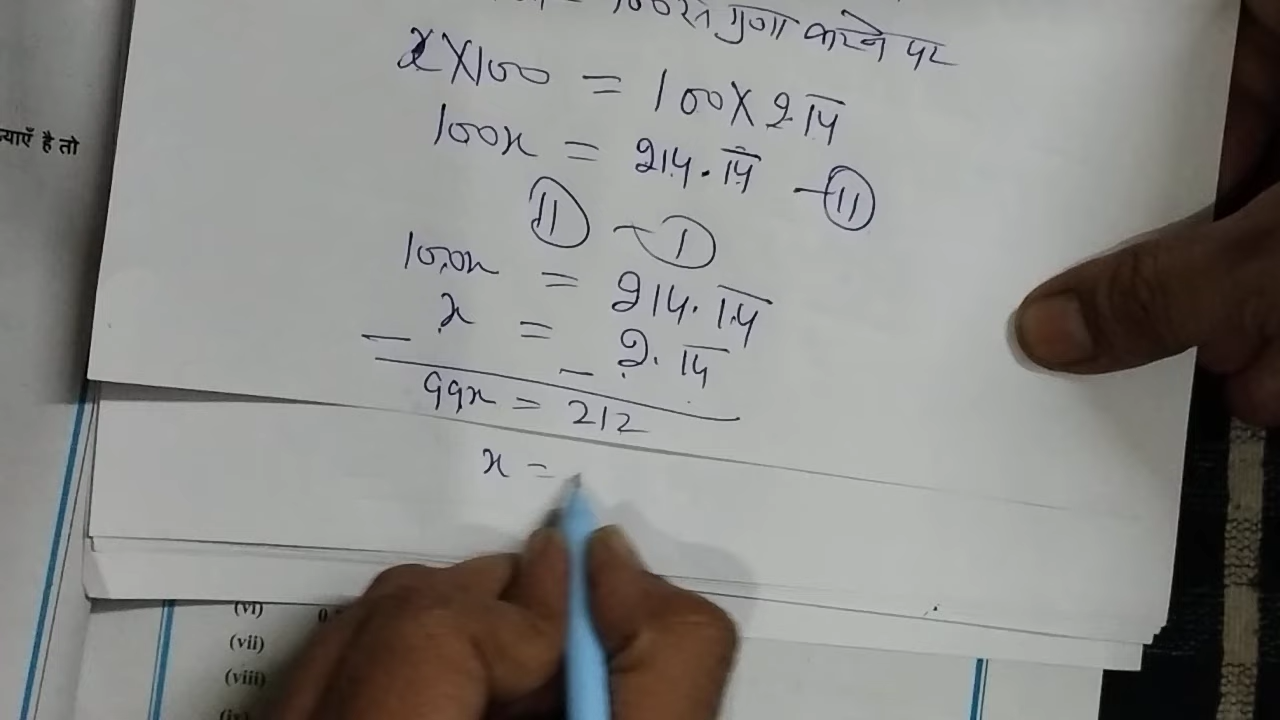 100 से गुणा करने पर
x X 100 = 100 X 2 1̅4̅
100x = 214.1̅4̅ - II
II - I
100x = 214.1̅4̅
- x = - 2.1̅4̅
99x = 212
x =
है तो
(vi) 0.
(vii)
(viii)